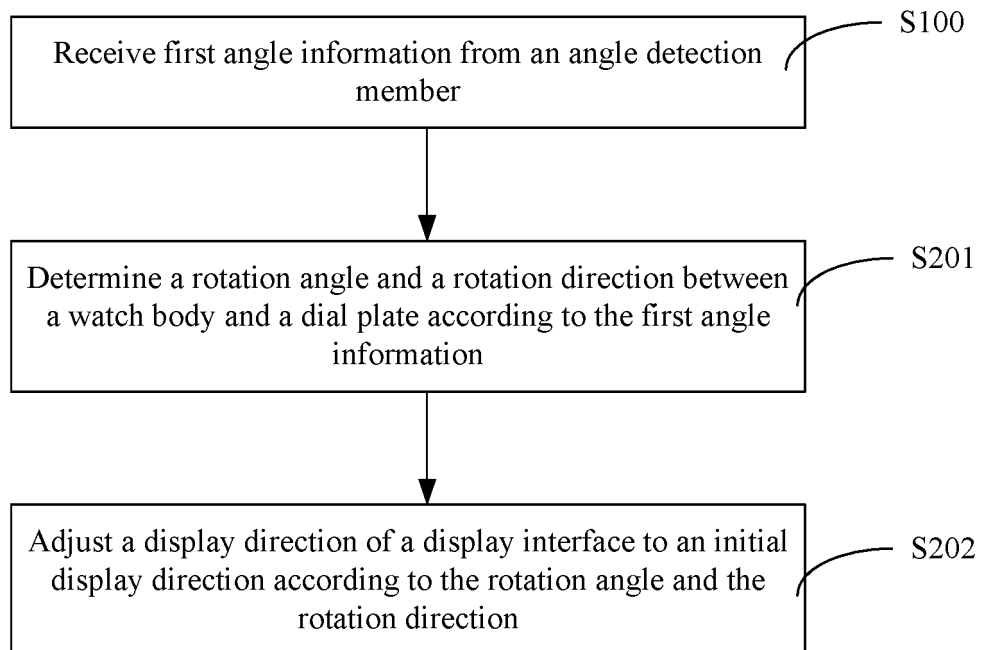 S100
Receive first angle information from an angle detection
member
S201
Determine a rotation angle and a rotation direction between
a watch body and a dial plate according to the first angle
information
S202
Adjust a display direction of a display interface to an initial
display direction according to the rotation angle and the
rotation direction